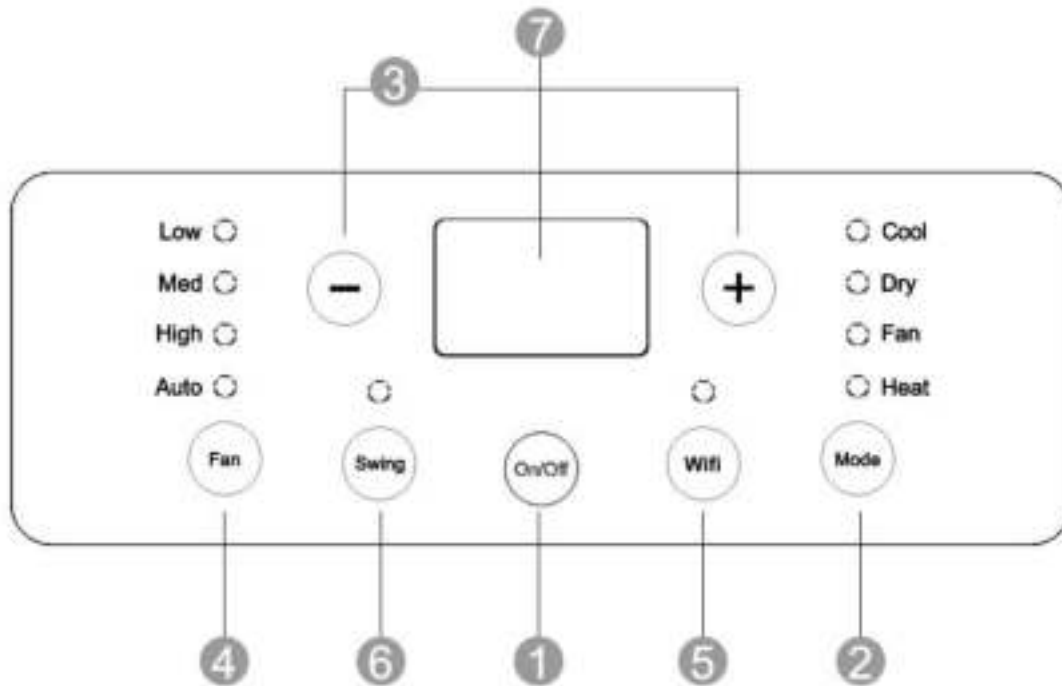 7
3
Low
Cool
Med
− +
Dry
High
Fan
Auto
Heat
Fan
Swing
On/Off
Wifi
Mode
4
6
1
5
2